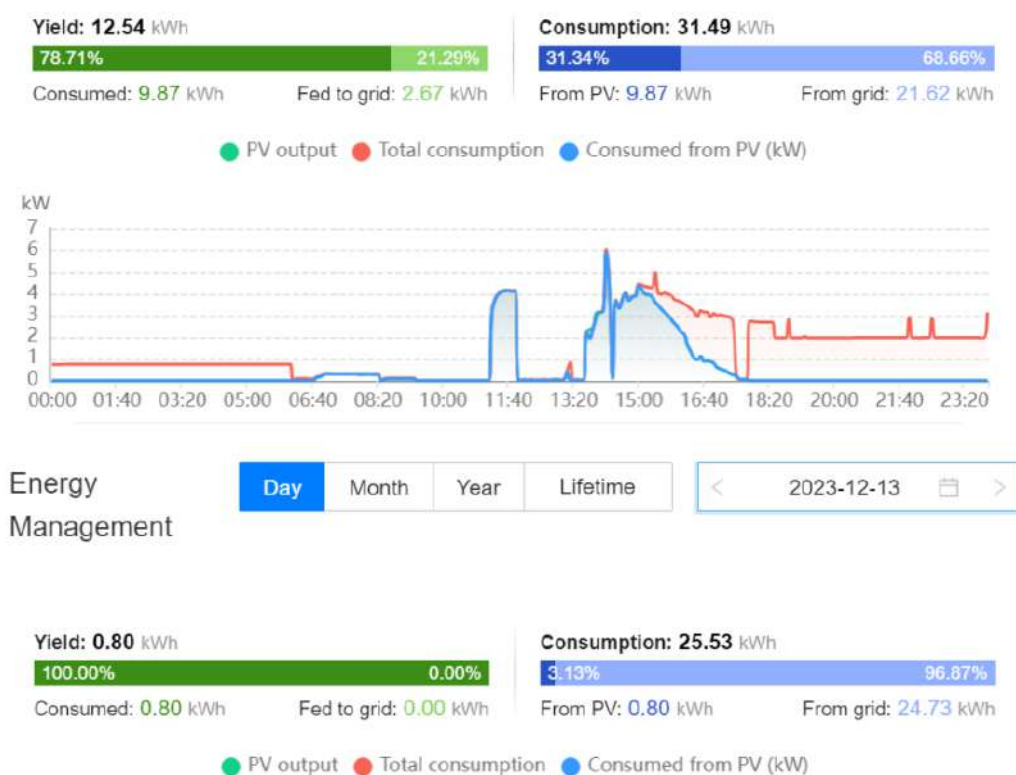 Yield: 12.54 kWh
Consumption: 31.49 kWh
78.71% 21.29%
31.34% 68.66%
Consumed: 9.87 kWh Fed to grid: 2.67 kWh
From PV: 9.87 kWh From grid: 21.62 kWh
PV output Total consumption Consumed from PV (kW)
kW
7
6
5
4
3
2
1
0
00:00 01:40 03:20 05:00 06:40 08:20 10:00 11:40 13:20 15:00 16:40 18:20 20:00 21:40 23:20
Energy
Management
Day Month Year Lifetime
< 2023-12-13 >
Yield: 0.80 kWh
Consumption: 25.53 kWh
100.00% 0.00%
3.13% 96.87%
Consumed: 0.80 kWh Fed to grid: 0.00 kWh
From PV: 0.80 kWh From grid: 24.73 kWh
PV output Total consumption Consumed from PV (kW)